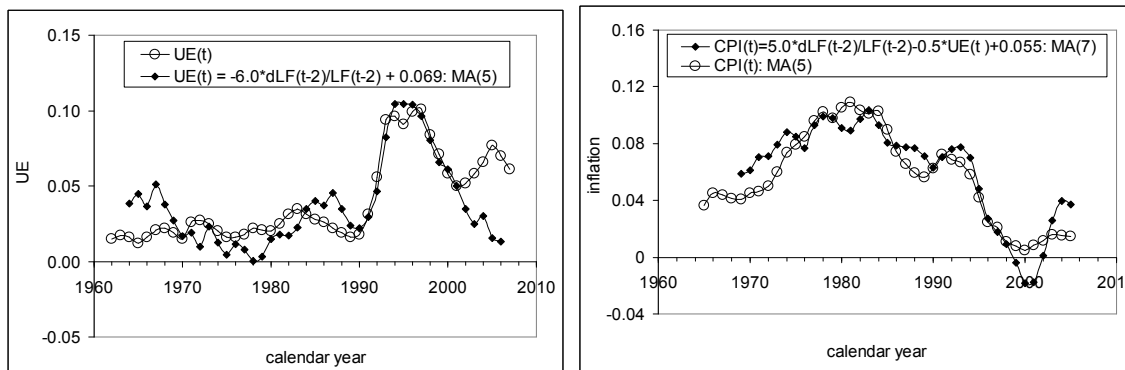 0.15
UE(t)
UE(t) = -6.0*dLF(t-2)/LF(t-2) + 0.069: MA(5)
0.10
UE
0.05
0.00
1960 1970 1980 1990 2000 2010
-0.05
calendar year
0.16
CPI(t)=5.0*dLF(t-2)/LF(t-2)-0.5*UE(t )+0.055: MA(7)
CPI(t): MA(5)
0.12
inflation
0.08
0.04
0
1960 1970 1980 1990 2000 201
-0.04
calendar year